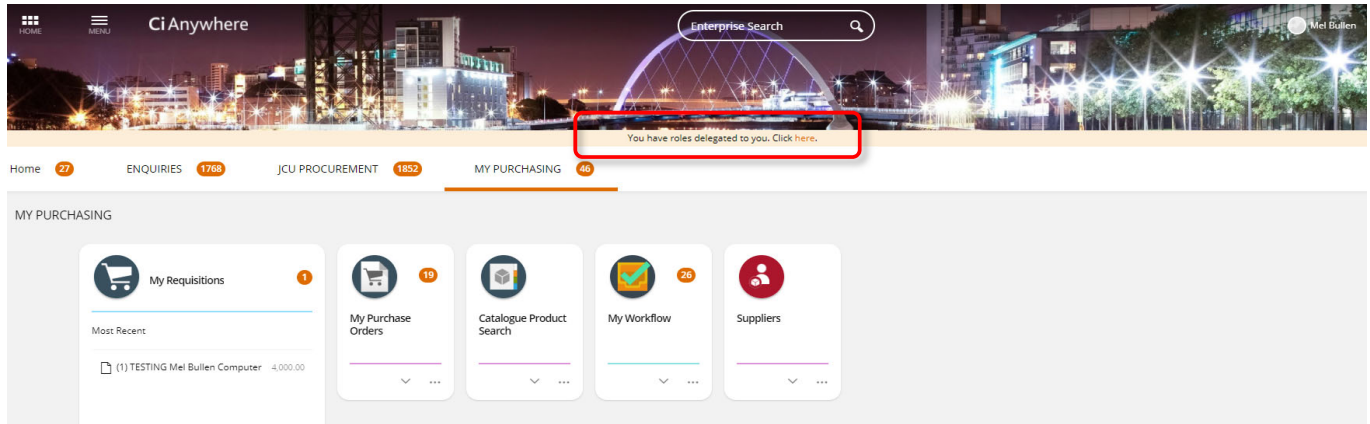 HOME
MENU
CiAnywhere
Enterprise Search
Mel Bullen
You have roles delegated to you. Click here.
Home 27
ENQUIRIES 1768
JCU PROCUREMENT 1852
MY PURCHASING 46
MY PURCHASING
My Requisitions 1
Most Recent
(1) TESTING Mel Bullen Computer 4,000.00
19
My Purchase
Orders
Catalogue Product
Search
26
My Workflow
Suppliers